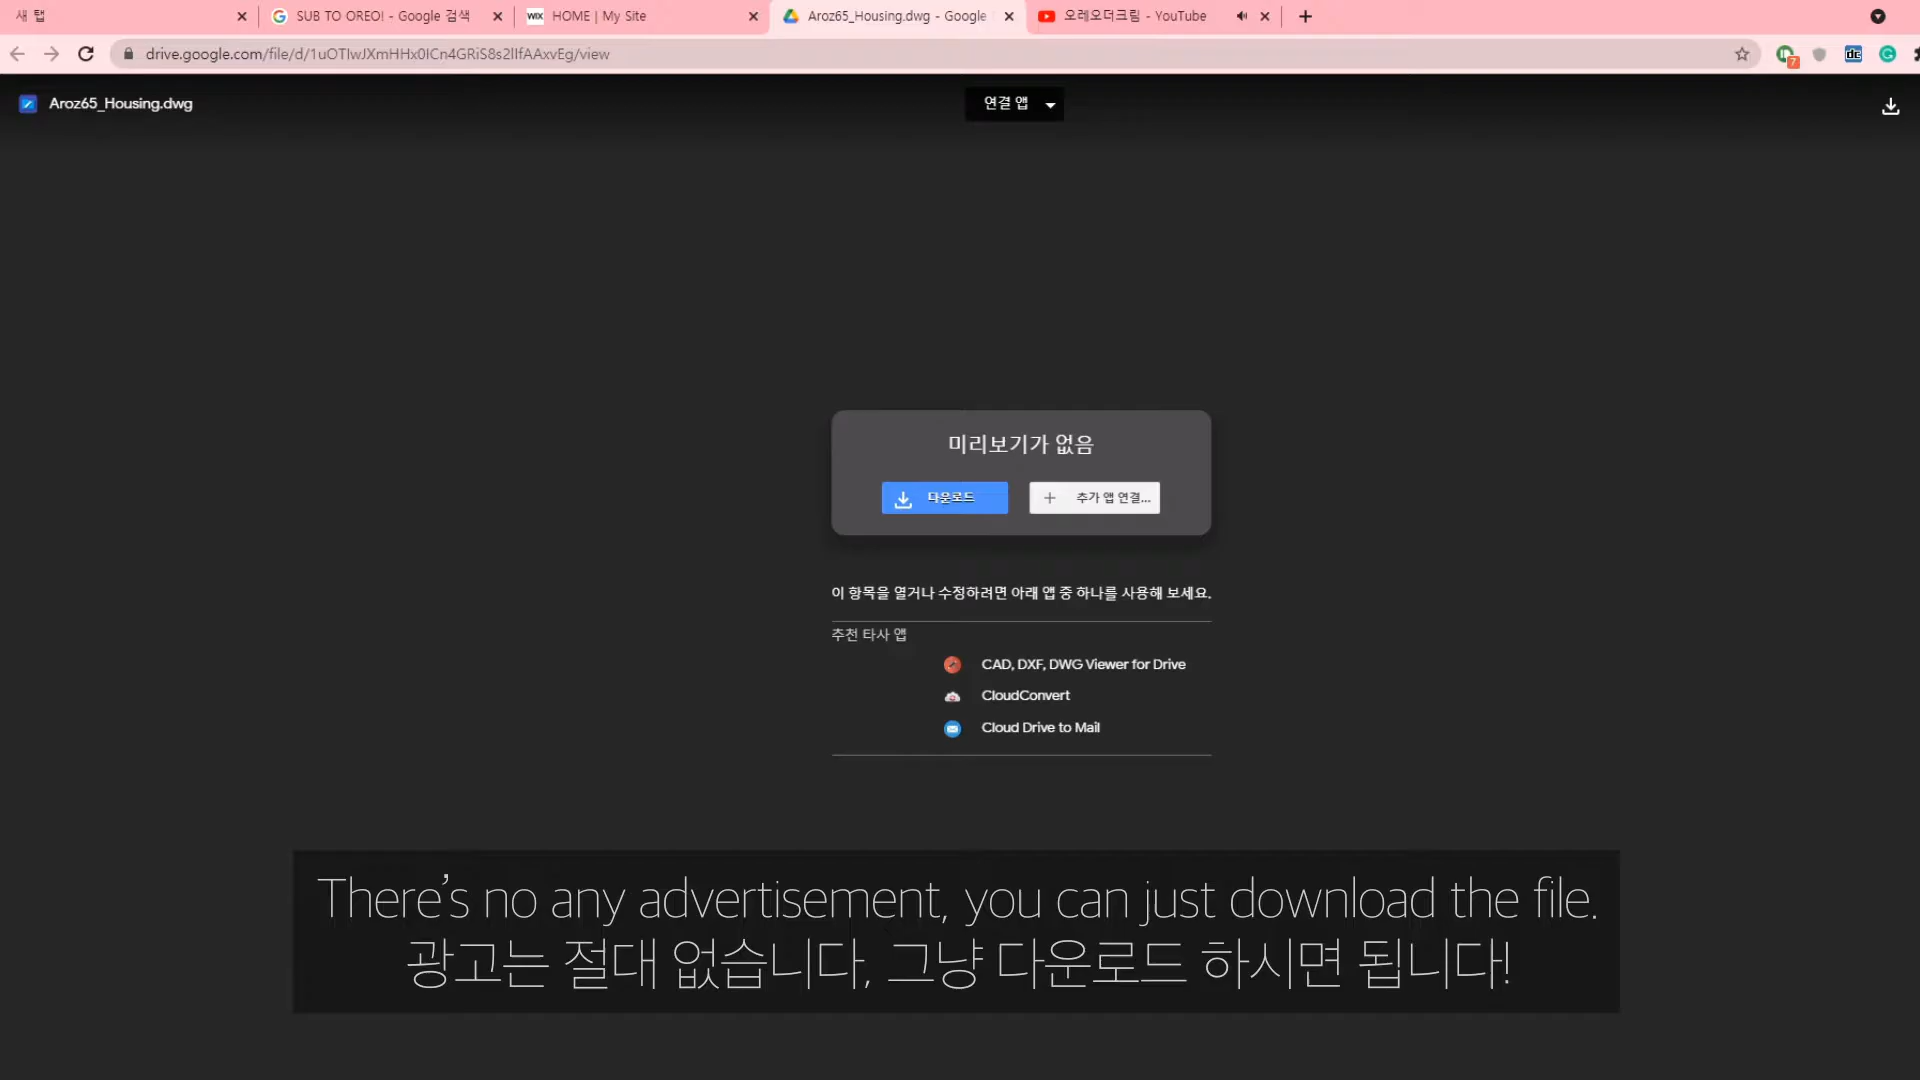 새 탭
SUB TO OREO! - Google 검색
WiX HOME | My Site
Aroz65_Housing.dwg - Google
오레오더크림 - YouTube
drive.google.com/file/d/1uOTIwJXmHHx0ICn4GRiS8s2lIfAAxvEg/view
7
dc
Aroz65_Housing.dwg
연결 앱
미리보기가 없음
다운로드
추가 앱 연결...
이 항목을 열거나 수정하려면 아래 앱 중 하나를 사용해 보세요.
추천 타사 앱
CAD, DXF, DWG Viewer for Drive
CloudConvert
Cloud Drive to Mail
There's no any advertisement, you can just download the file.
광고는 절대 없습니다, 그냥 다운로드 하시면 됩니다!